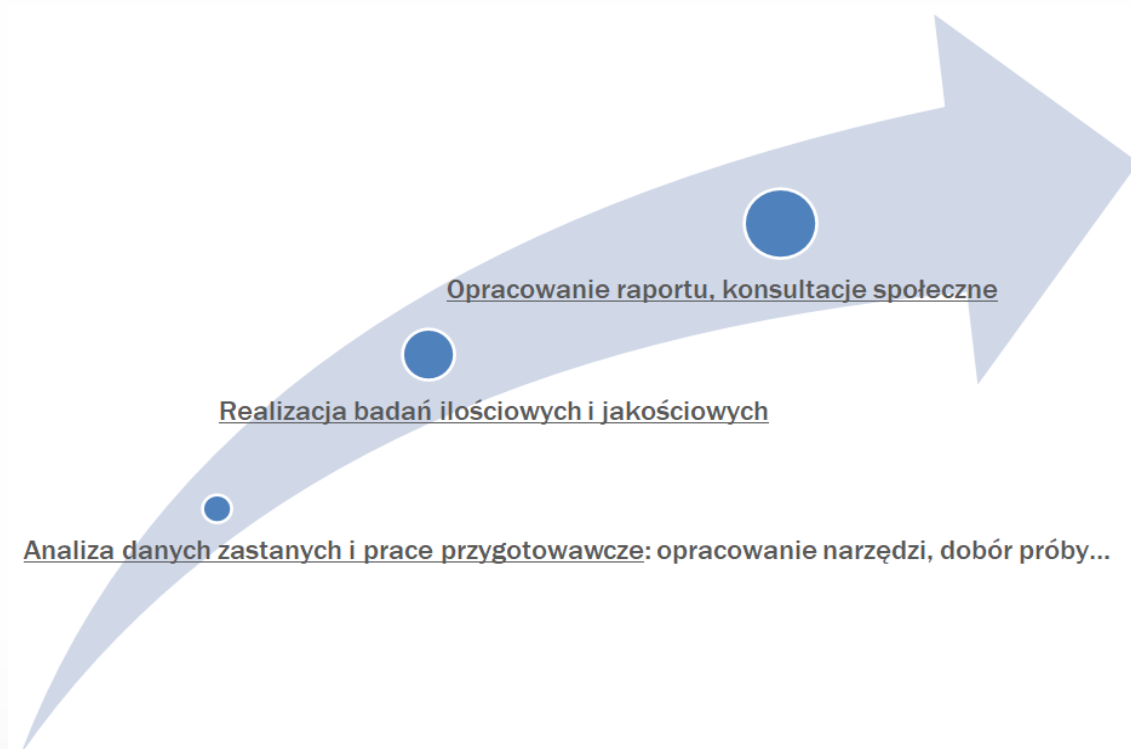 Opracowanie raportu, konsultacje społeczne
Realizacja badań ilościowych i jakościowych
Analiza danych zastanych i prace przygotowawcze: opracowanie narzędzi, dobór próby...